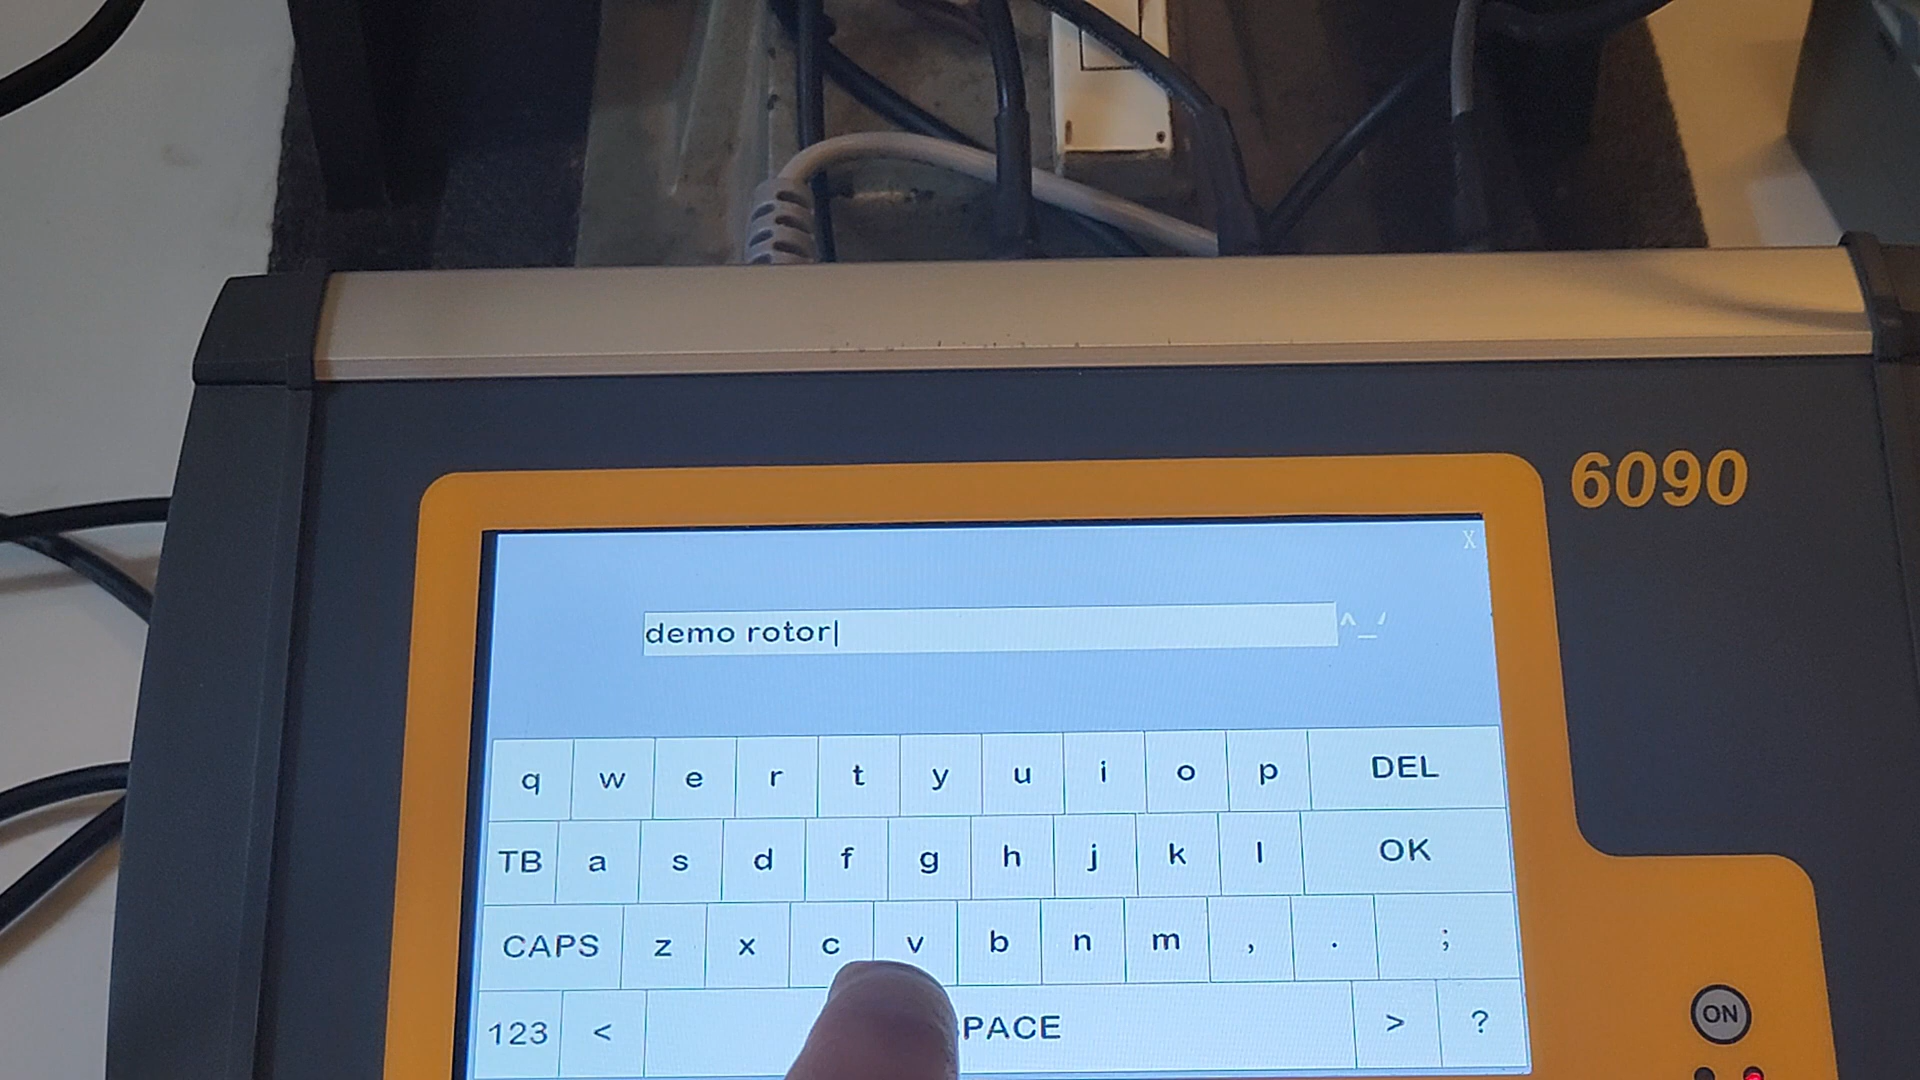 6090
X
demo rotor
q w e r t y u i o p DEL
TB a s d f g h j k l OK
CAPS z x c v b n m , . ;
123 < PACE > ?
ON